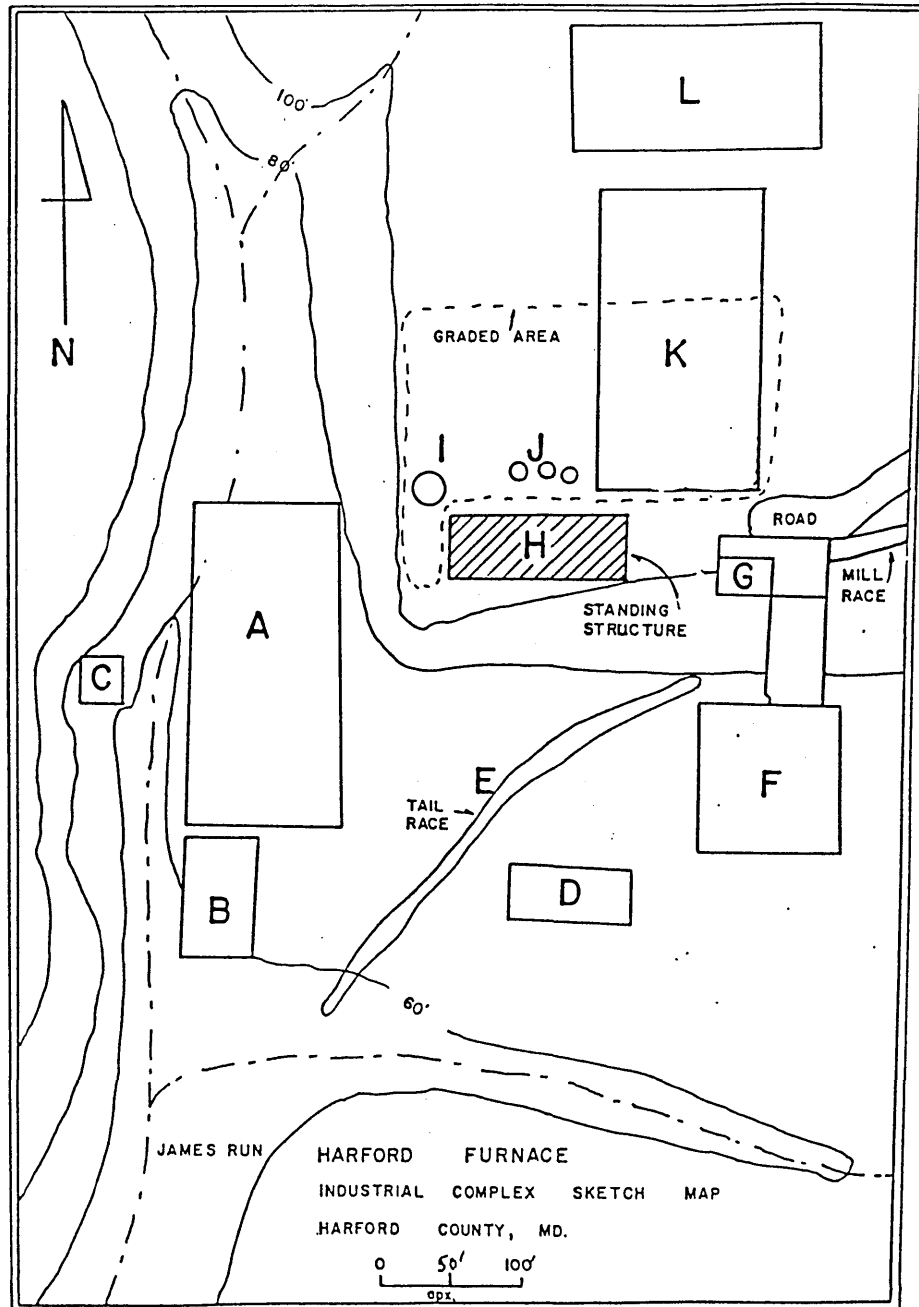 L
100'
80'
N
GRADED AREA
K
I
J
ROAD
H
G
MILL
RACE
STANDING
STRUCTURE
A
C
F
E
TAIL
RACE
D
B
60'
JAMES RUN
HARFORD FURNACE
INDUSTRIAL COMPLEX SKETCH MAP
HARFORD COUNTY, MD.
0 50' 100'
apx.